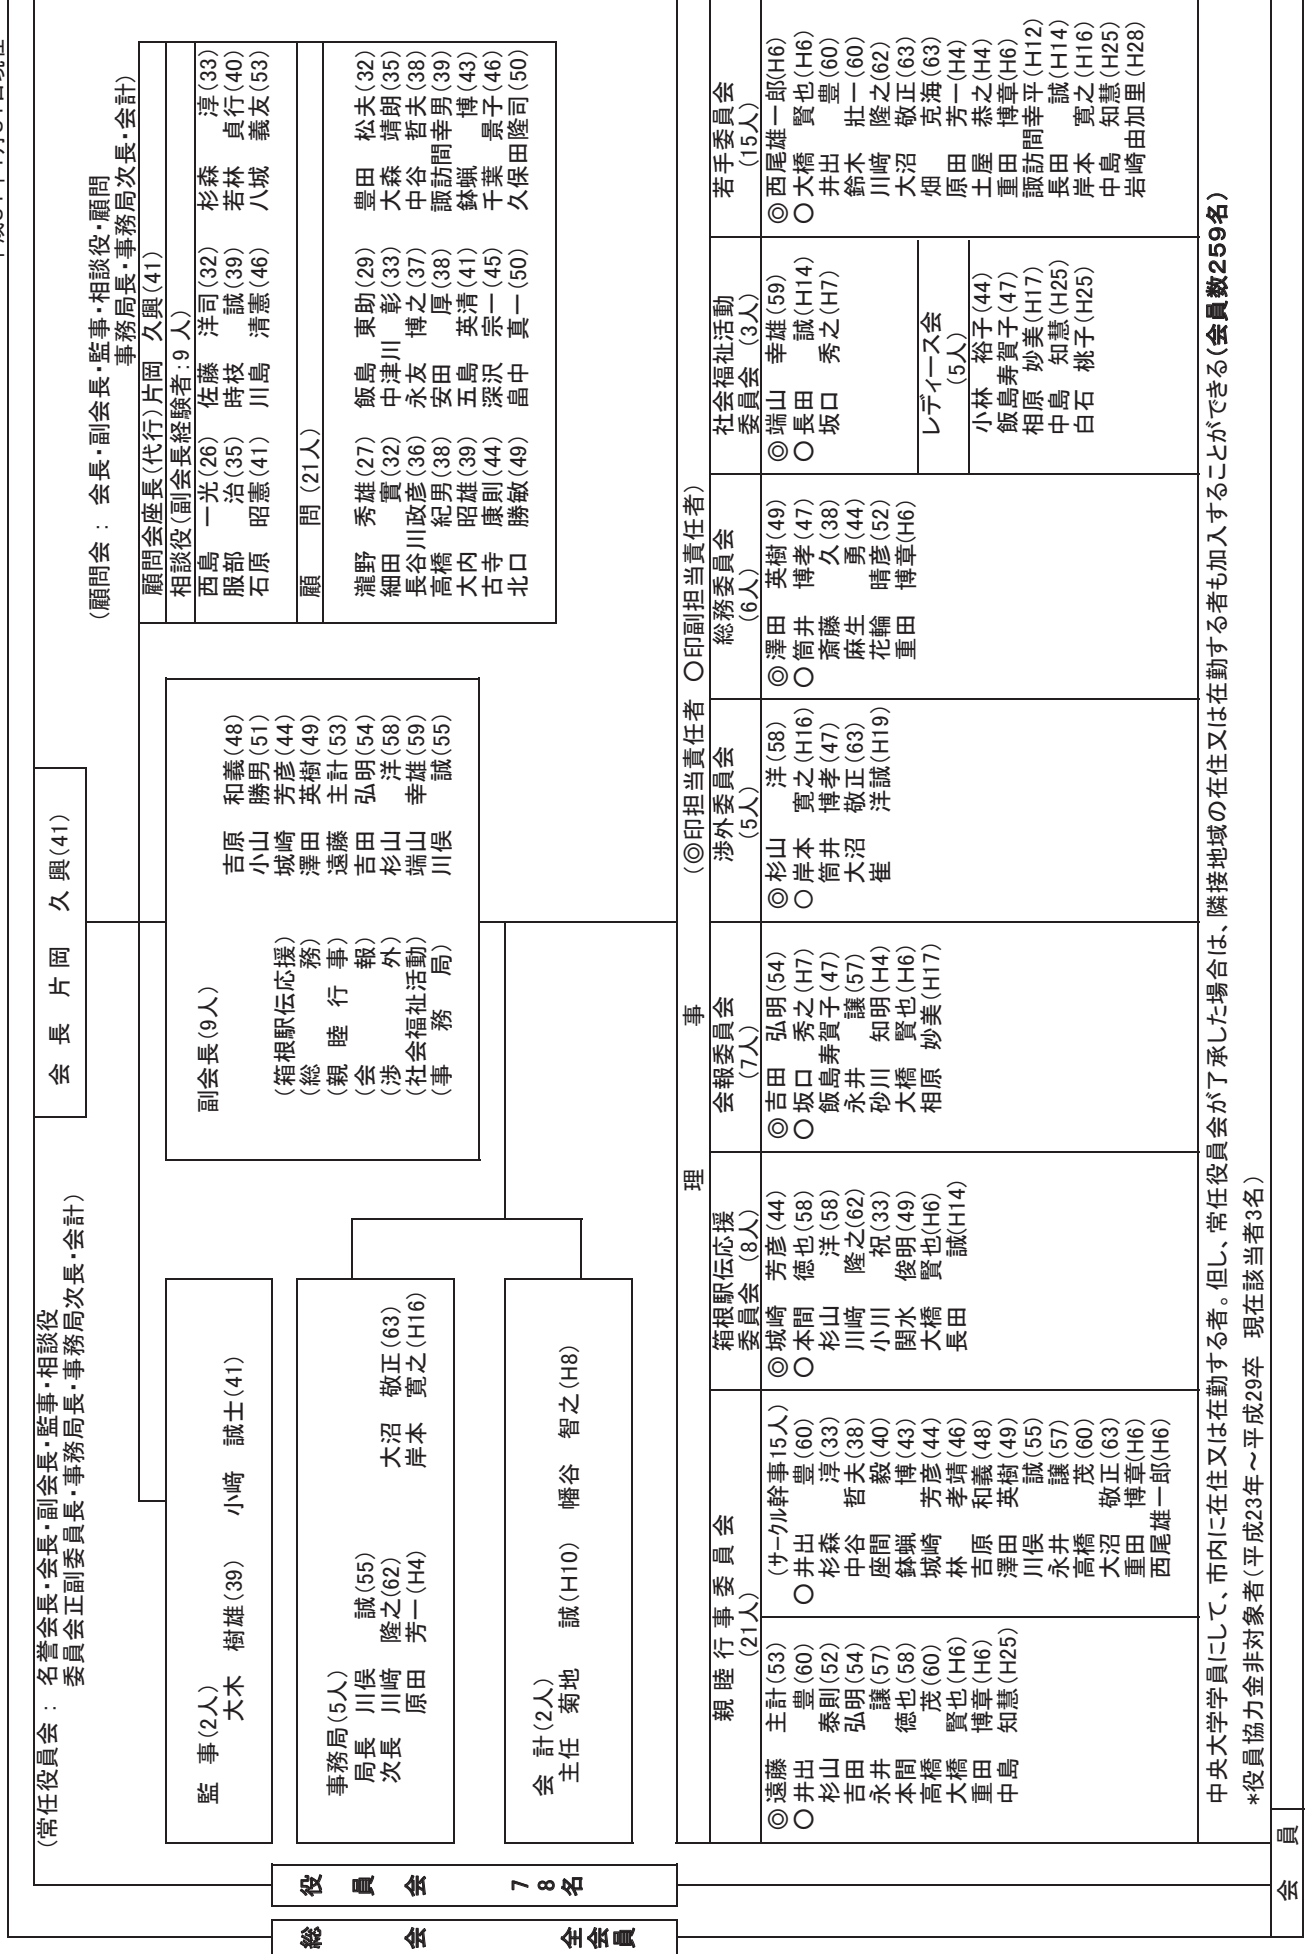 会 長 片 岡 久 興(41)
(常任役員会 : 名誉会長・会長・副会長・監事・相談役
委員会正副委員長・事務局長・事務局次長・会計)
(顧問会 : 会長・副会長・監事・相談役・顧問
事務局長・事務局次長・会計)
監 事(2人)
大木 樹雄(39) 小﨑 誠士(41)
事務局(5人)
局長 川俣 誠(55)
次長 川﨑 隆之(62) 大沼 敬正(63)
原田 芳一(H4) 岸本 寛之(H16)
会 計(2人)
主任 菊地 誠(H10) 幡谷 智之(H8)
副会長(9人)
吉原 和義(48)
小山 勝男(51)
(箱根駅伝応援) 城崎 芳彦(44)
(総 務) 澤田 英樹(49)
(親 睦 行 事) 遠藤 主計(53)
(会 報) 吉田 弘明(54)
(渉 外) 杉山 洋(58)
(社会福祉活動) 端山 幸雄(59)
(事 務 局) 川俣 誠(55)
顧問会座長(代行)片岡 久興(41)
相談役(副会長経験者:9 人)
西島 一光(26) 佐藤 洋司(32) 杉森 淳(33)
服部 治(35) 時枝 誠(39) 若林 貞行(40)
石原 昭憲(41) 川島 清憲(46) 八城 義友(53)
顧 問 (21人)
瀧野 秀雄(27) 飯島 東助(29) 豊田 松夫(32)
細田 實(32) 中津川 彰(33) 大森 靖朗(35)
長谷川政彦(36) 永友 博之(37) 中谷 哲夫(38)
高橋 紀男(38) 安田 厚(38) 諏訪間幸男(39)
大内 昭雄(39) 五島 英清(41) 鉢蝋 博(43)
古寺 康則(44) 深沢 宗一(45) 千葉 景子(46)
北口 勝敏(49) 畠中 真一(50) 久保田隆司(50)
役 員 会 78名
総 会 全会員
理 事 (◎印担当責任者 〇印副担当責任者)
親 睦 行 事 委 員 会
(21人)
◎遠藤 主計(53)
〇井出 豊(60)
杉山 泰則(52)
吉田 弘明(54)
永井 譲(57)
本間 徳也(58)
高橋 茂(60)
大橋 賢也(H6)
重田 博章(H6)
中島 知慧(H25)
(サークル幹事15人)
〇井出 豊(60)
杉森 淳(33)
中谷 哲夫(38)
座間 毅(40)
鉢蝋 博(43)
城崎 芳彦(44)
林 孝靖(46)
吉原 和義(48)
澤田 英樹(49)
川俣 誠(55)
永井 譲(57)
高橋 茂(60)
大沼 敬正(63)
重田 博章(H6)
西尾雄一郎(H6)
箱根駅伝応援
委員会 (8人)
◎城崎 芳彦(44)
〇本間 徳也(58)
杉山 洋(58)
川﨑 隆之(62)
小川 祝(33)
関水 俊明(49)
大橋 賢也(H6)
長田 誠(H14)
会報委員会
(7人)
◎吉田 弘明(54)
〇坂口 秀之(H7)
飯島寿賀子(47)
永井 譲(57)
砂川 知明(H4)
大橋 賢也(H6)
相原 妙美(H17)
渉外委員会
(5人)
◎杉山 洋(58)
〇岸本 寛之(H16)
筒井 博孝(47)
大沼 敬正(63)
崔 洋誠(H19)
総務委員会
(6人)
◎澤田 英樹(49)
〇筒井 博孝(47)
斎藤 久(38)
麻生 勇(44)
花輪 晴彦(52)
重田 博章(H6)
社会福祉活動
委員会 (3人)
◎端山 幸雄(59)
〇長田 誠(H14)
坂口 秀之(H7)
レディース会
(5人)
小林 裕子(44)
飯島寿賀子(47)
相原 妙美(H17)
中島 知慧(H25)
白石 桃子(H25)
若手委員会
(15人)
◎西尾雄一郎(H6)
〇大橋 賢也(H6)
井出 豊(60)
鈴木 壮一(60)
川﨑 隆之(62)
大沼 敬正(63)
畑 克海(63)
原田 芳一(H4)
土屋 恭之(H4)
重田 博章(H6)
諏訪間幸平(H12)
長田 誠(H14)
岸本 寛之(H16)
中島 知慧(H25)
岩崎由加里(H28)
中央大学学員にして、市内に在住又は在勤する者。但し、常任役員会が了承した場合は、隣接地域の在住又は在勤する者も加入することができる(会員数259名)
*役員協力金非対象者(平成23年~平成29年卒 現在該当者3名)
会 員